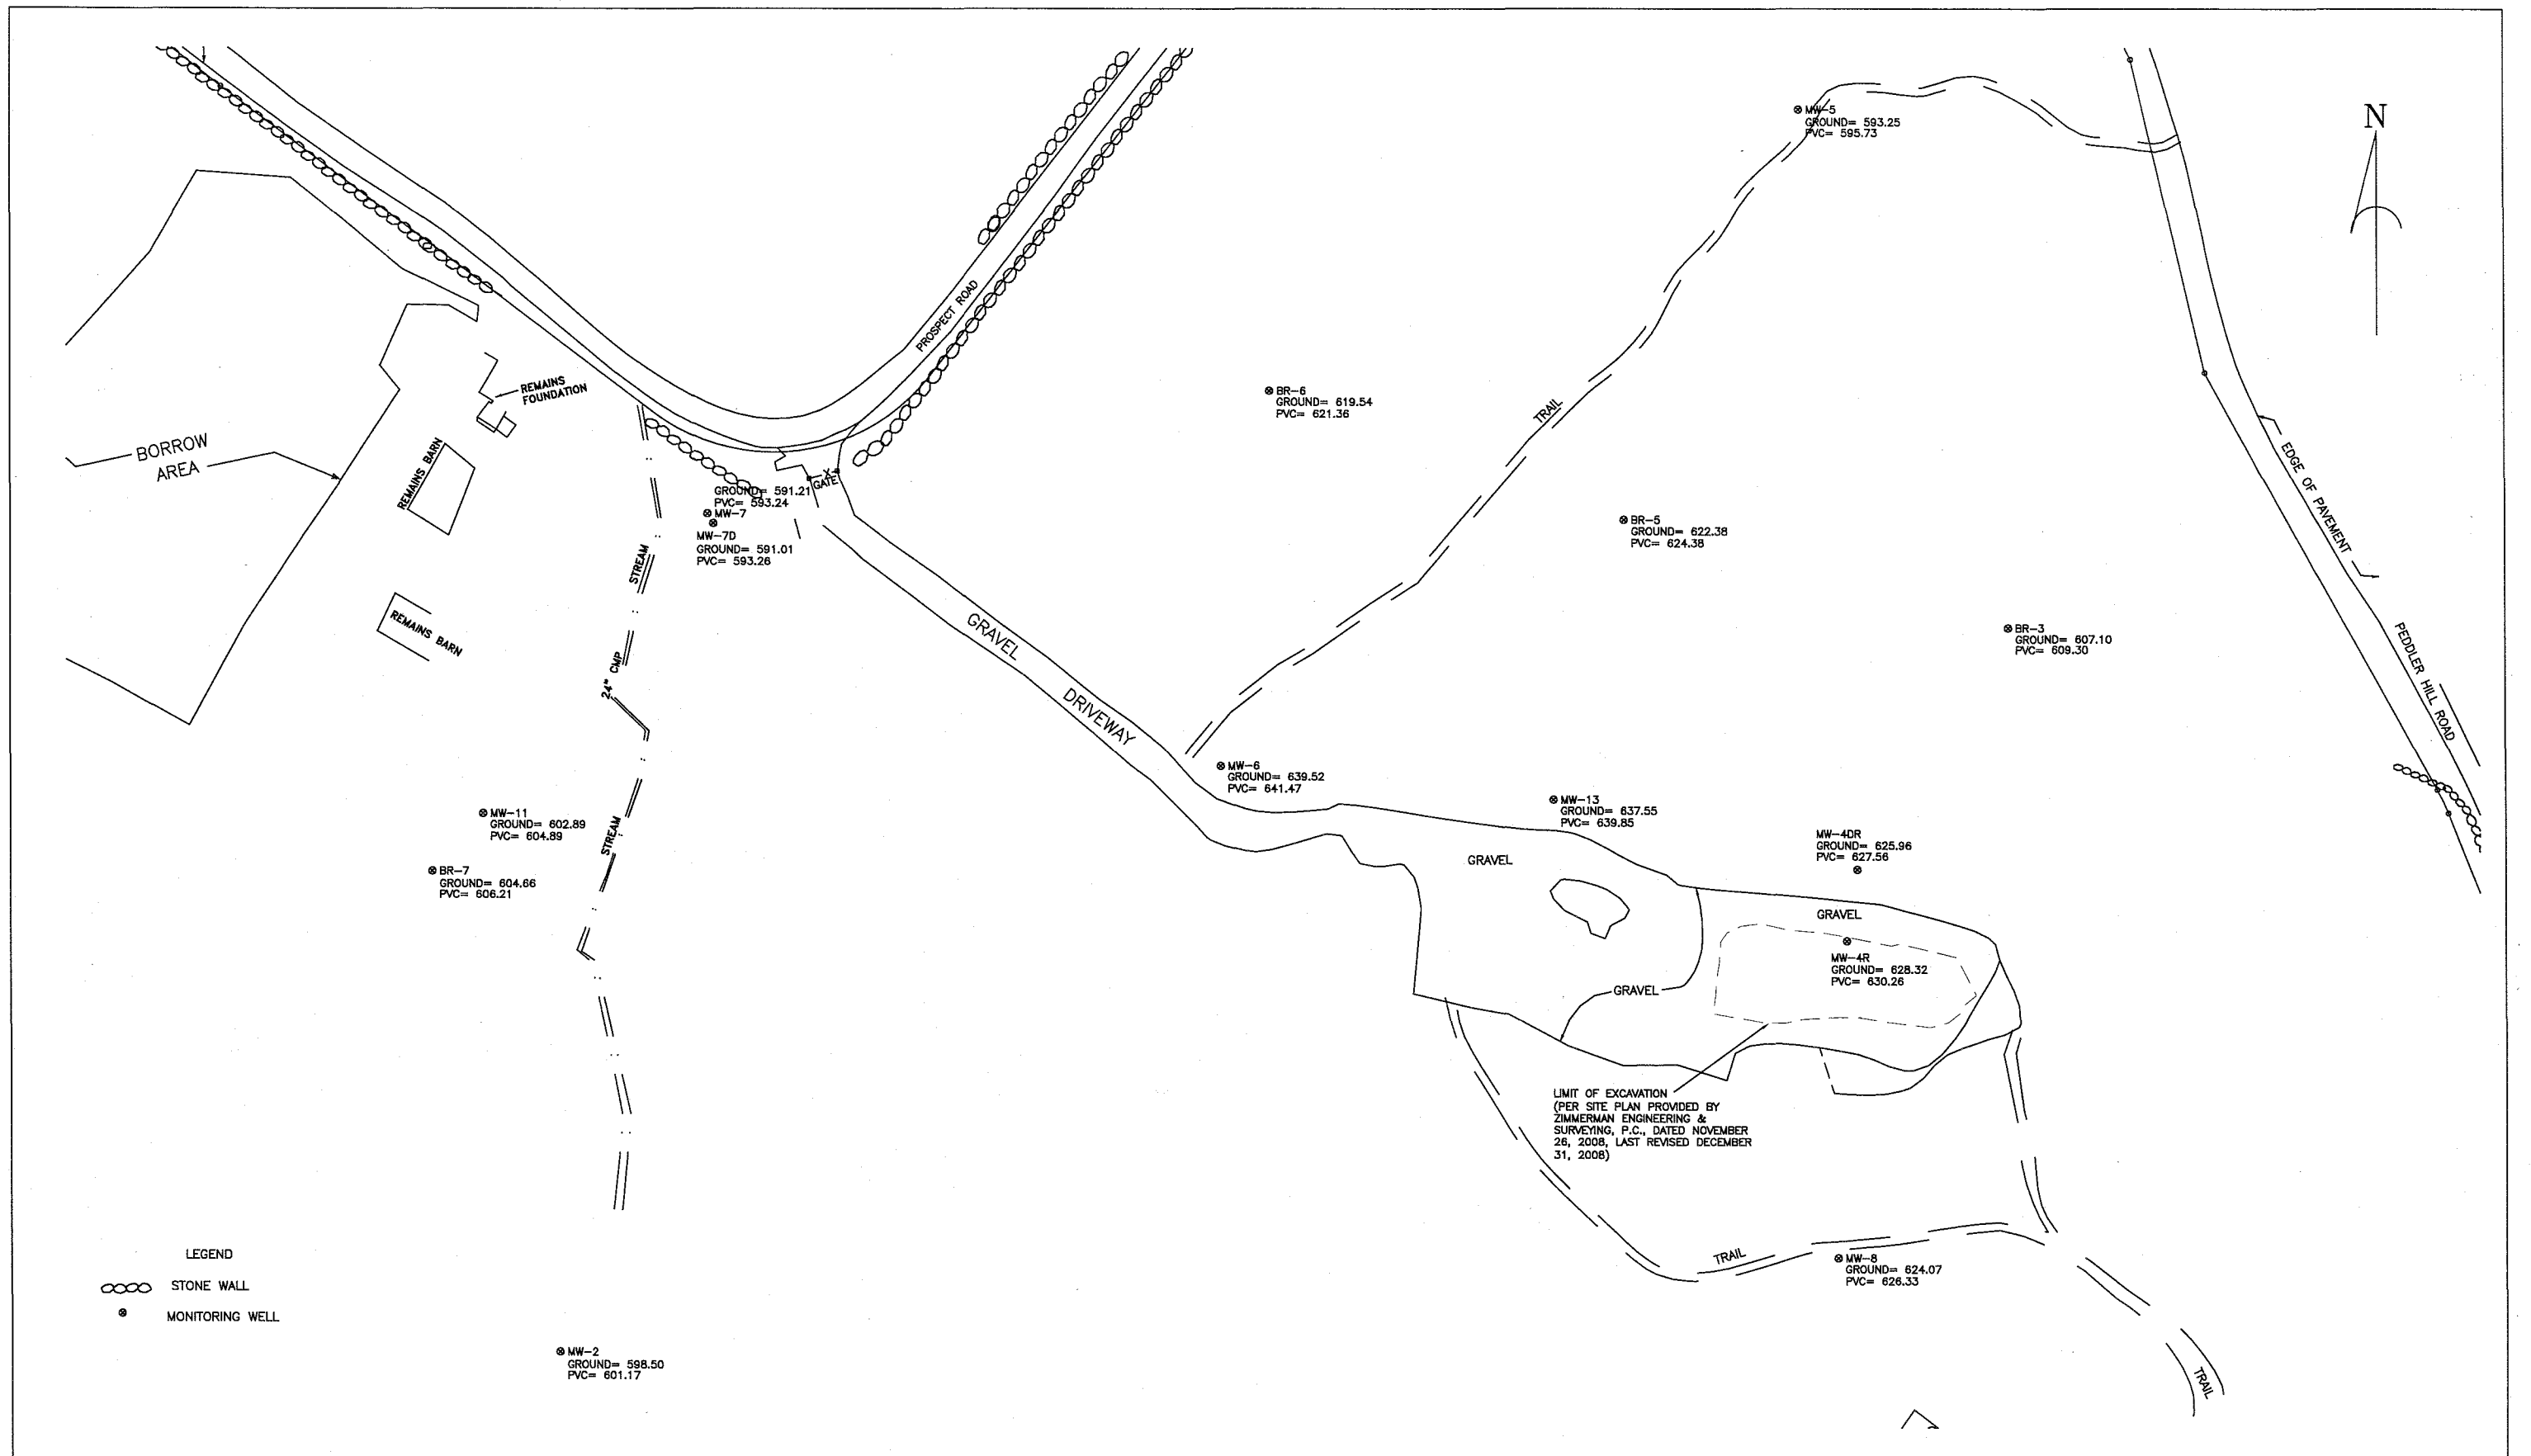 MW-5
GROUND= 593.25
PVC= 595.73
N
PROSPECT ROAD
REMAINS
FOUNDATION
BR-6
GROUND= 619.54
PVC= 621.36
TRAIL
BORROW
AREA
REMAINS BARN
GATE
X
GROUND= 591.21
PVC= 593.24
MW-7
MW-7D
GROUND= 591.01
PVC= 593.26
EDGE OF PAVEMENT
BR-5
GROUND= 622.38
PVC= 624.38
STREAM
REMAINS BARN
GRAVEL
DRIVEWAY
BR-3
GROUND= 607.10
PVC= 609.30
PEDDLER HILL ROAD
24" CMP
MW-6
GROUND= 639.52
PVC= 641.47
MW-11
GROUND= 602.89
PVC= 604.89
STREAM
MW-13
GROUND= 637.55
PVC= 639.85
MW-4DR
GROUND= 625.96
PVC= 627.56
BR-7
GROUND= 604.66
PVC= 606.21
GRAVEL
GRAVEL
MW-4R
GROUND= 628.32
PVC= 630.26
GRAVEL
LIMIT OF EXCAVATION
(PER SITE PLAN PROVIDED BY
ZIMMERMAN ENGINEERING &
SURVEYING, P.C., DATED NOVEMBER
26, 2008, LAST REVISED DECEMBER
31, 2008)
TRAIL
MW-8
GROUND= 624.07
PVC= 626.33
LEGEND
STONE WALL
MONITORING WELL
MW-2
GROUND= 598.50
PVC= 601.17
TRAIL